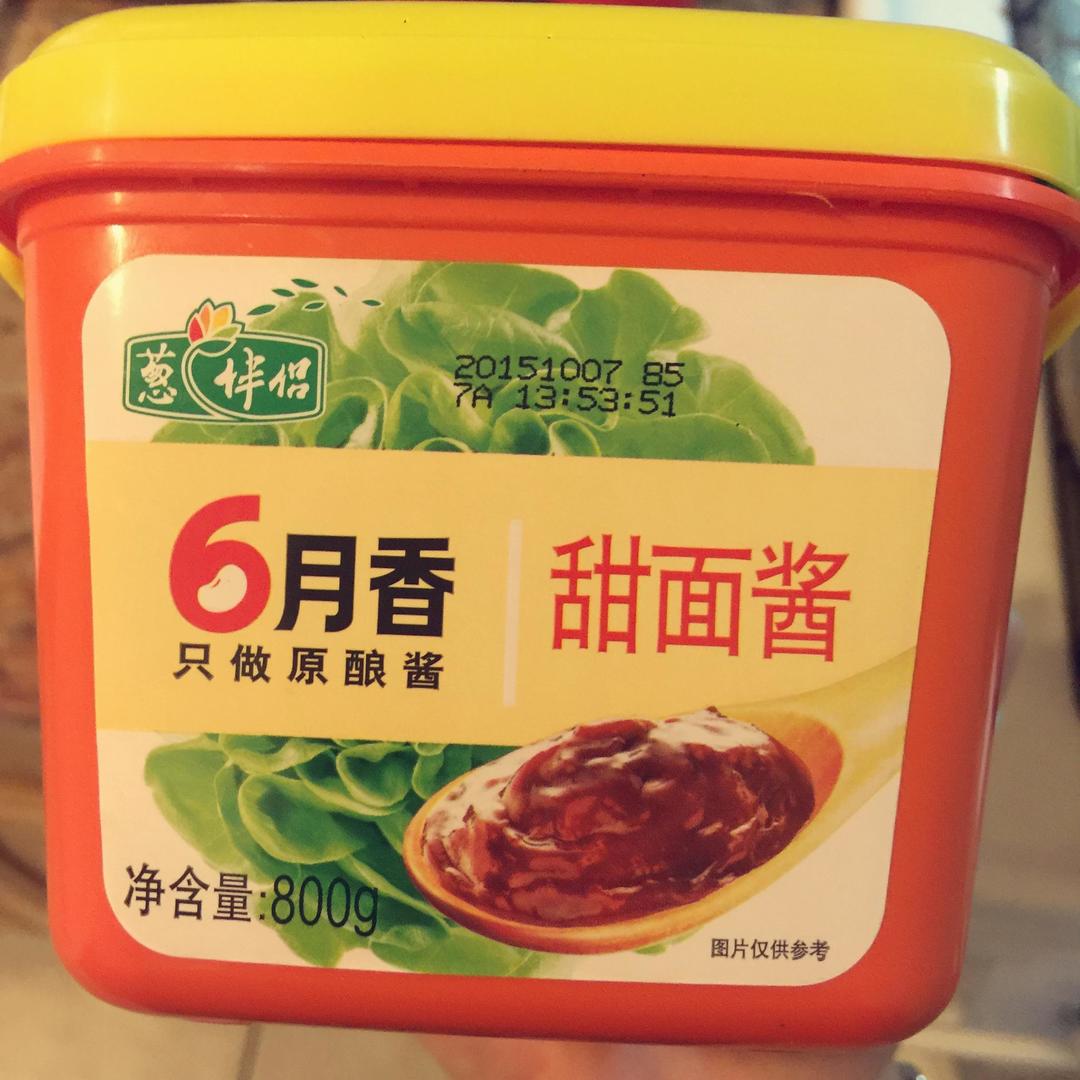 葱伴侣
20151007 85
7A 13:53:51
6月香
只做原酿酱
甜面酱
净含量:800g
图片仅供参考